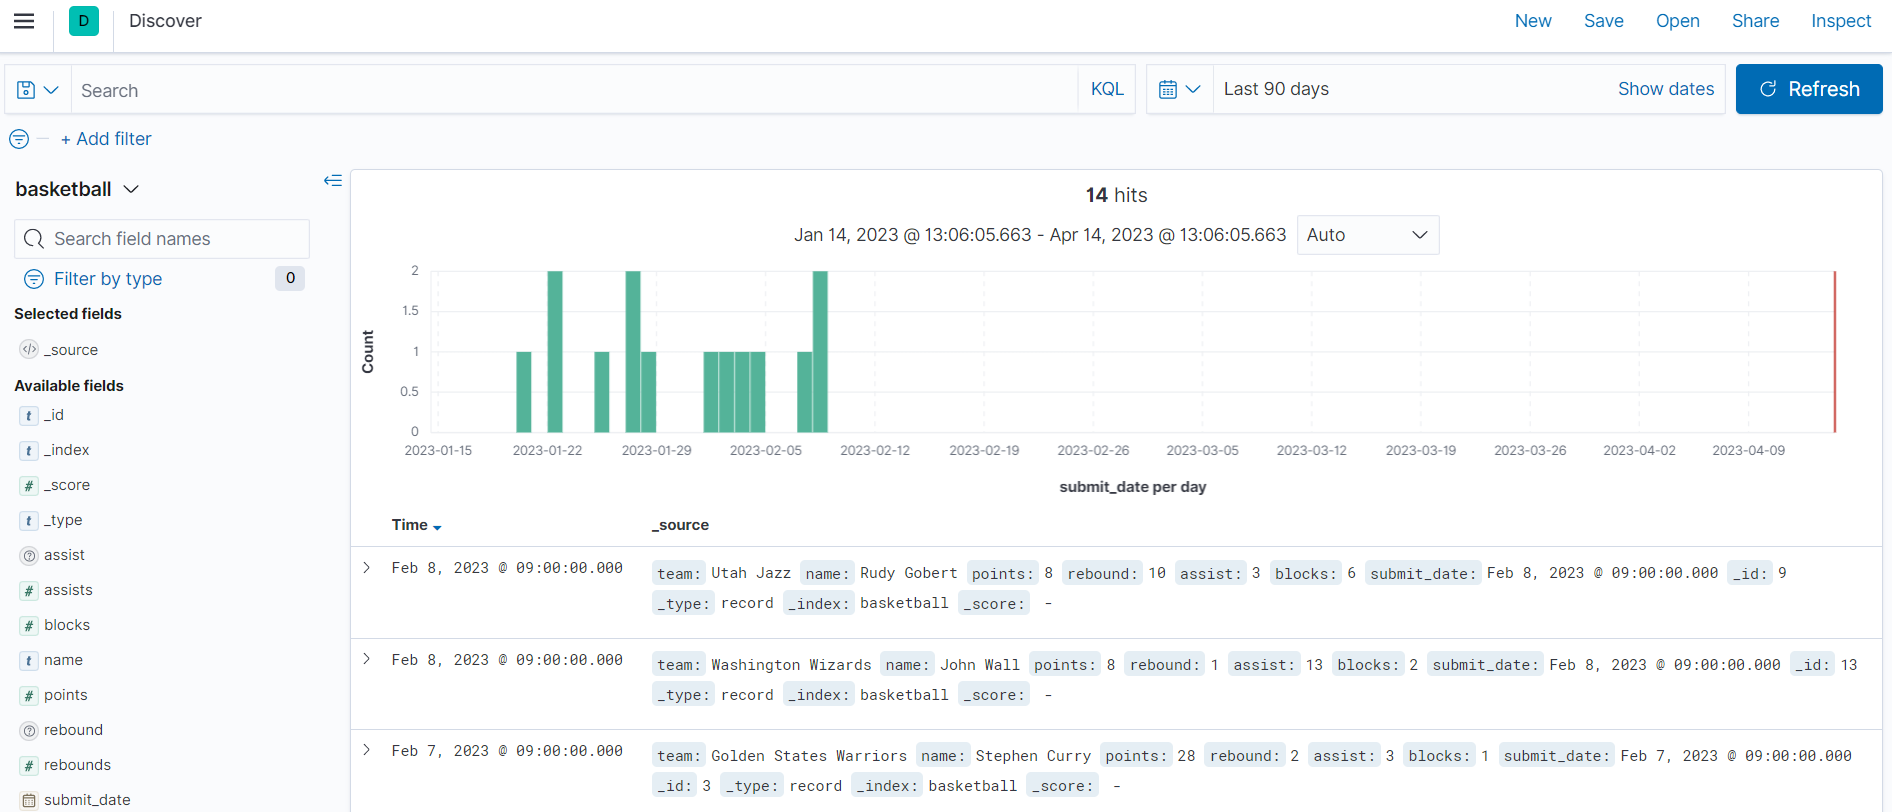 D Discover New Save Open Share Inspect
Search KQL Last 90 days Show dates Refresh
+ Add filter
basketball
Search field names
Filter by type 0
Selected fields
_source
Available fields
t _id
t _index
# _score
t _type
? assist
# assists
# blocks
t name
# points
? rebound
# rebounds
submit_date
14 hits
Jan 14, 2023 @ 13:06:05.663 - Apr 14, 2023 @ 13:06:05.663 Auto
Count
2
1.5
1
0.5
0
2023-01-15 2023-01-22 2023-01-29 2023-02-05 2023-02-12 2023-02-19 2023-02-26 2023-03-05 2023-03-12 2023-03-19 2023-03-26 2023-04-02 2023-04-09
submit_date per day
Time _source
Feb 8, 2023 @ 09:00:00.000 team: Utah Jazz name: Rudy Gobert points: 8 rebound: 10 assist: 3 blocks: 6 submit_date: Feb 8, 2023 @ 09:00:00.000 _id: 9
_type: record _index: basketball _score: -
Feb 8, 2023 @ 09:00:00.000 team: Washington Wizards name: John Wall points: 8 rebound: 1 assist: 13 blocks: 2 submit_date: Feb 8, 2023 @ 09:00:00.000 _id: 13
_type: record _index: basketball _score: -
Feb 7, 2023 @ 09:00:00.000 team: Golden States Warriors name: Stephen Curry points: 28 rebound: 2 assist: 3 blocks: 1 submit_date: Feb 7, 2023 @ 09:00:00.000
_id: 3 _type: record _index: basketball _score: -